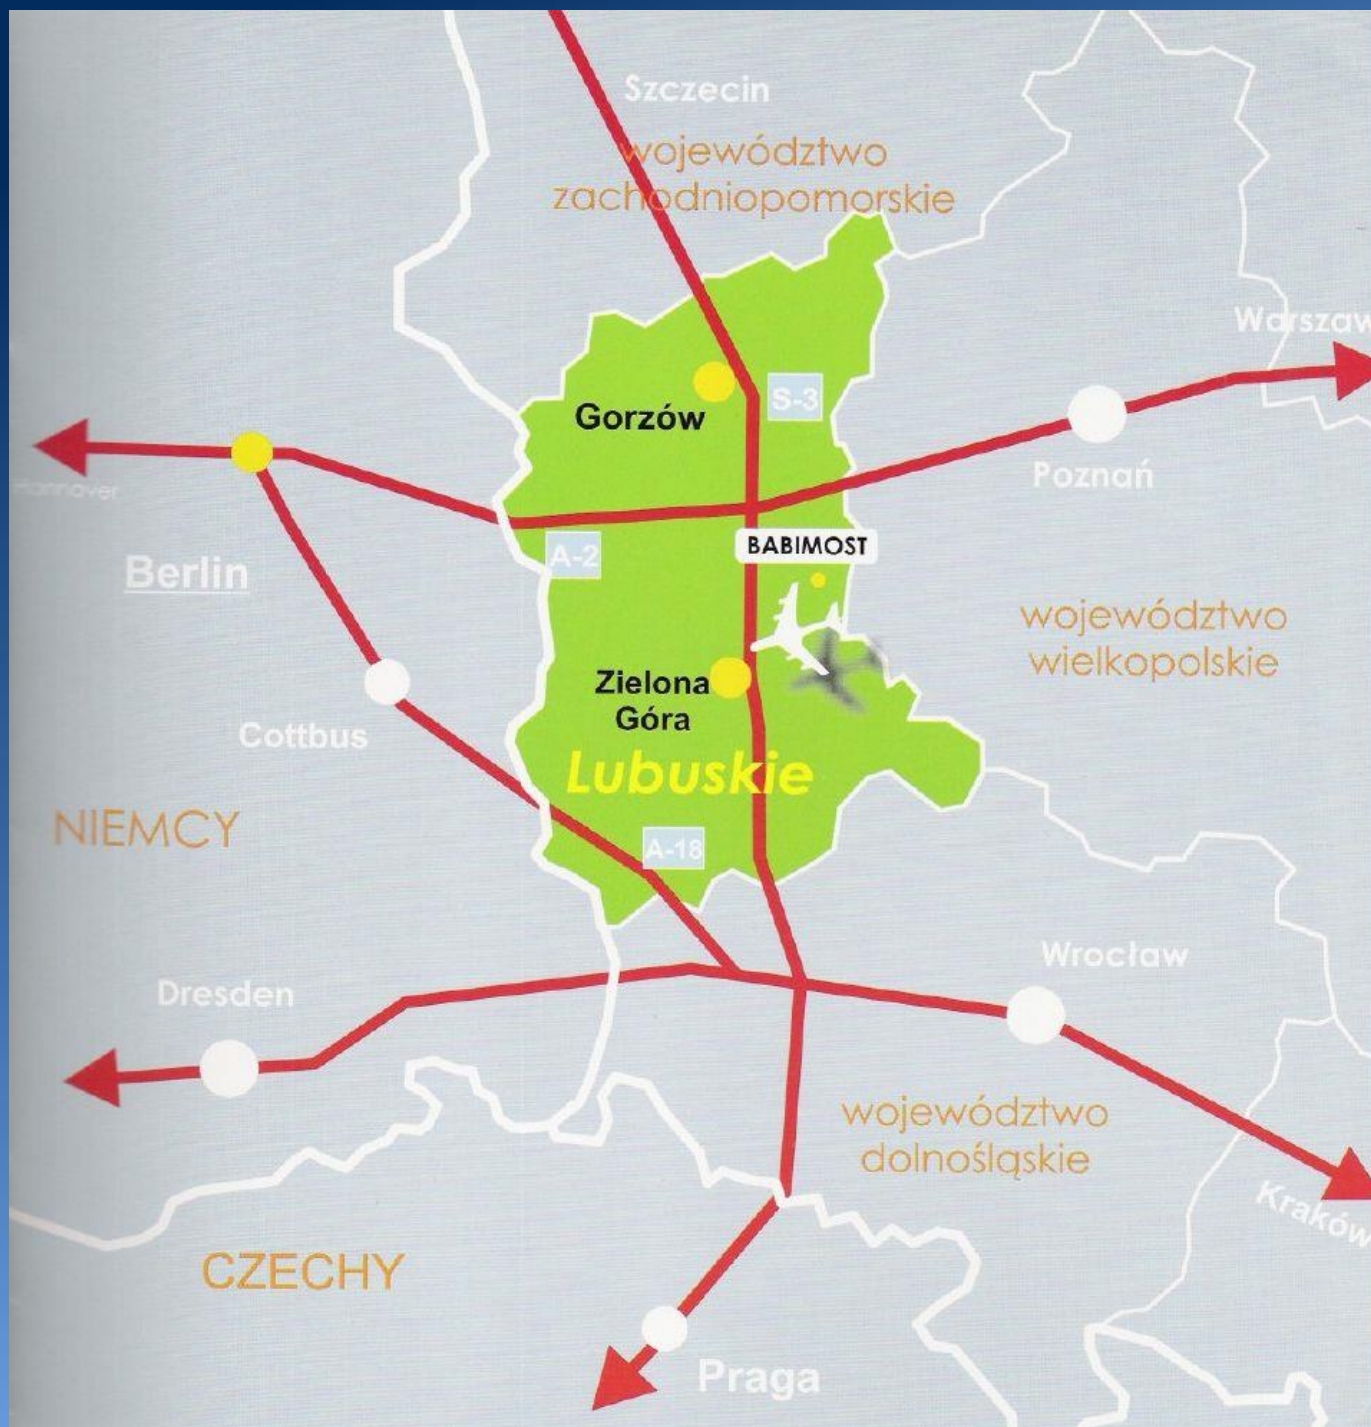 Szczecin
województwo
zachodniopomorskie
Warszaw
S-3
Gorzów
Poznań
Hannover
A-2
BABIMOST
Berlin
województwo
wielkopolskie
Zielona
Góra
Cottbus
Lubuskie
NIEMCY
A-18
Wrocław
Dresden
województwo
dolnośląskie
Kraków
CZECHY
Praga